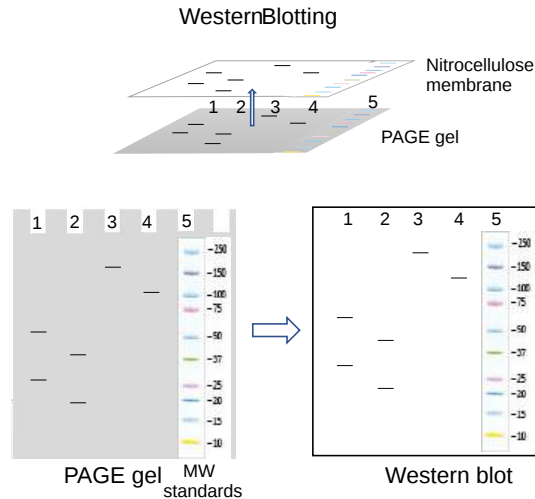 WesternBlotting
Nitrocellulose
membrane
1 2 3 4 5
PAGE gel
1 2 3 4 5
-250
-150
-100
-75
-50
-37
-25
-20
-15
-10
PAGE gel
MW
standards
1 2 3 4 5
-250
-150
-100
-75
-50
-37
-25
-20
-15
-10
Western blot